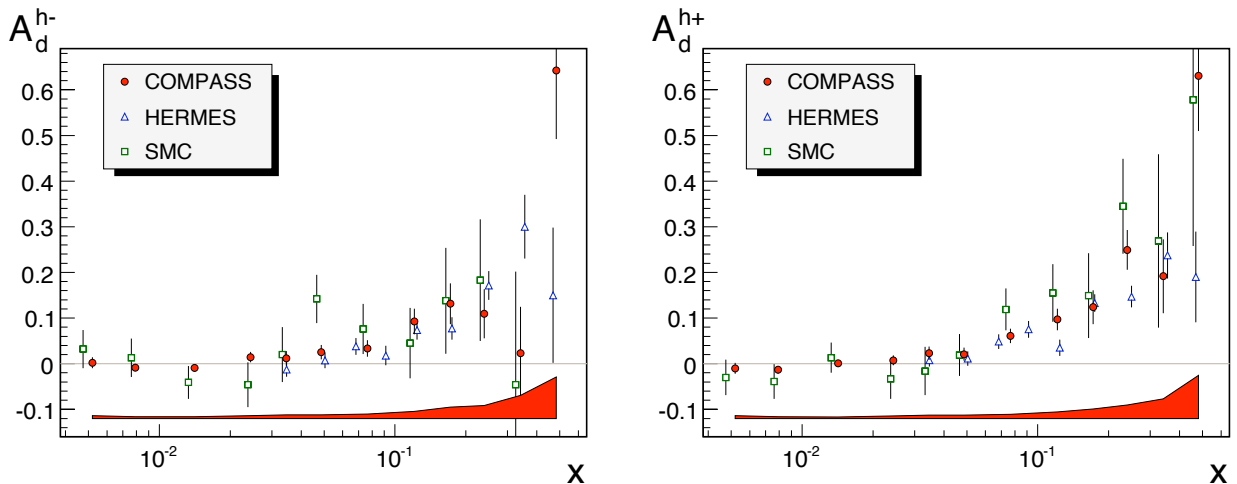 A_d^{h-}
COMPASS
HERMES
SMC
0.6
0.5
0.4
0.3
0.2
0.1
0
-0.1
10^{-2}
10^{-1}
x
A_d^{h+}
COMPASS
HERMES
SMC
0.6
0.5
0.4
0.3
0.2
0.1
0
-0.1
10^{-2}
10^{-1}
x